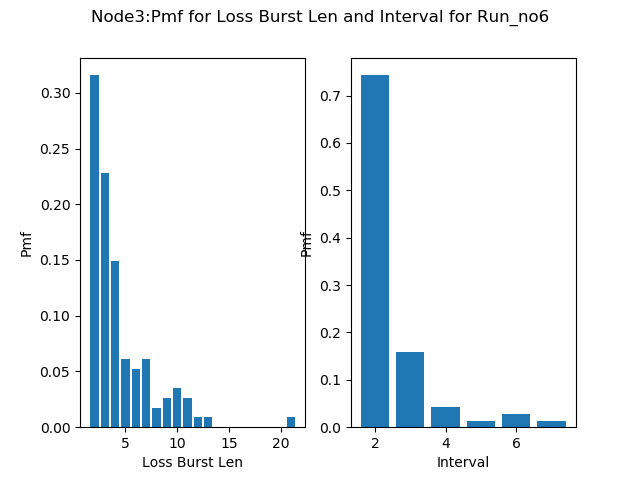 Node3:Pmf for Loss Burst Len and Interval for Run_no6
0.30
0.25
0.20
0.15
0.10
0.05
0.00
Pmf
5 10 15 20
Loss Burst Len
0.7
0.6
0.5
0.4
0.3
0.2
0.1
0.0
Pmf
2 4 6
Interval